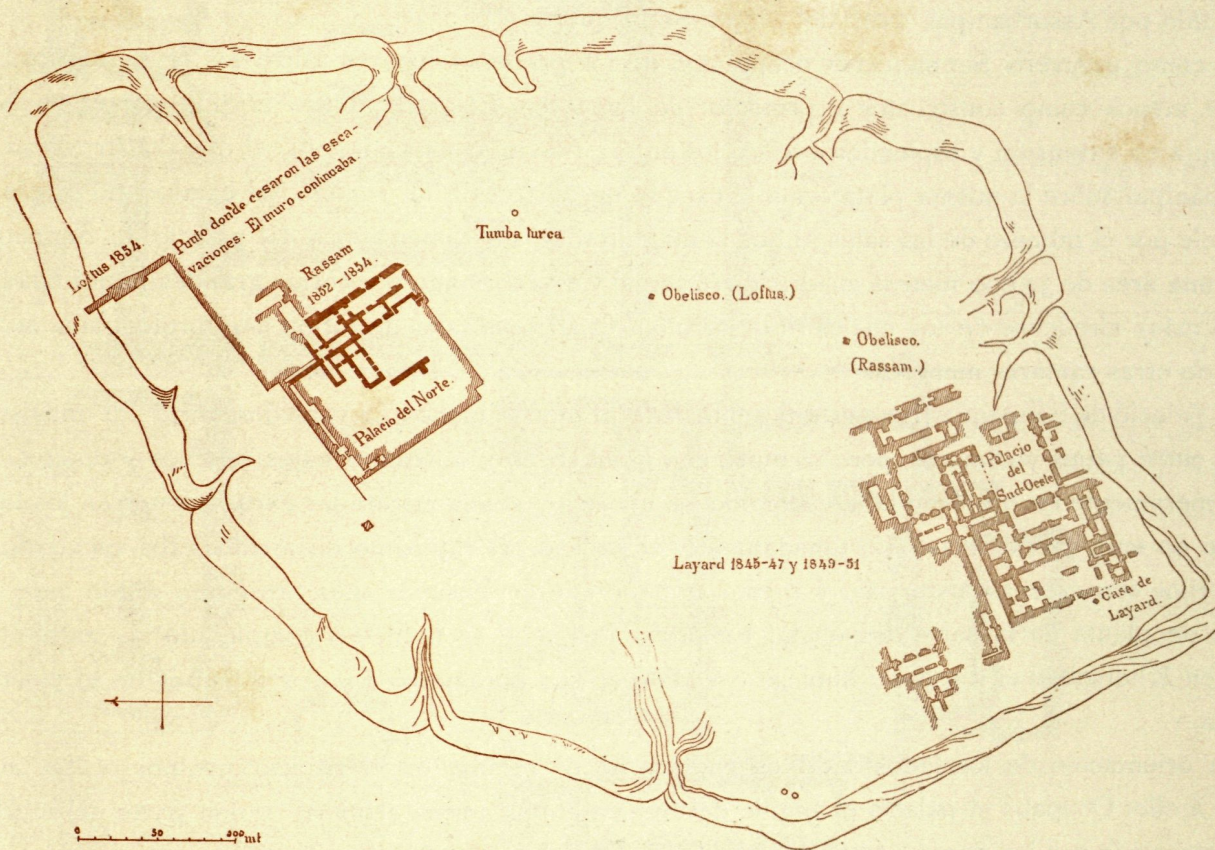 Loftus 1854.
Punto donde cesaron las esca-
vaciones. El muro continuaba
Rassam
1852-1854.
Tumba turca
Obelisco. (Loftus.)
Obelisco.
(Rassam.)
Palacio del Norte.
Palacio
del
Sud-Oeste
Layard 1845-47 y 1849-51
Casa de
Layard.
0 50 300 mt